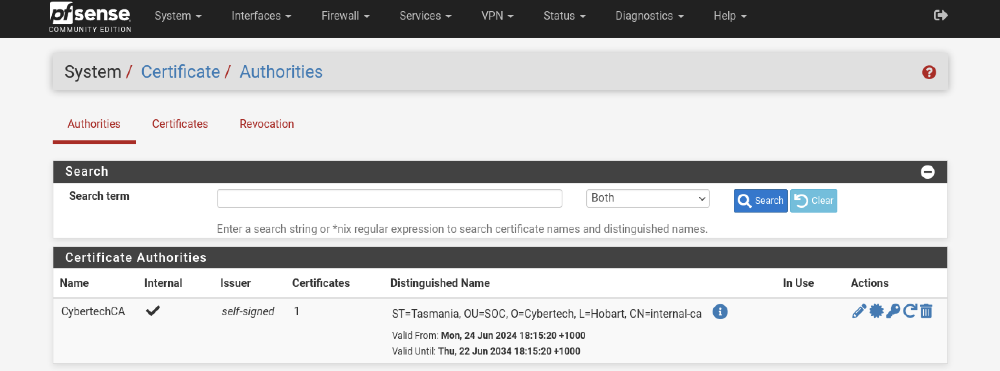 pfsense
COMMUNITY EDITION
System Interfaces Firewall Services VPN Status Diagnostics Help
System / Certificate / Authorities
Authorities Certificates Revocation
Search
Search term Both Search Clear
Enter a search string or *nix regular expression to search certificate names and distinguished names.
Certificate Authorities
Name Internal Issuer Certificates Distinguished Name In Use Actions
CybertechCA self-signed 1 ST=Tasmania, OU=SOC, O=Cybertech, L=Hobart, CN=internal-ca
Valid From: Mon, 24 Jun 2024 18:15:20 +1000
Valid Until: Thu, 22 Jun 2034 18:15:20 +1000